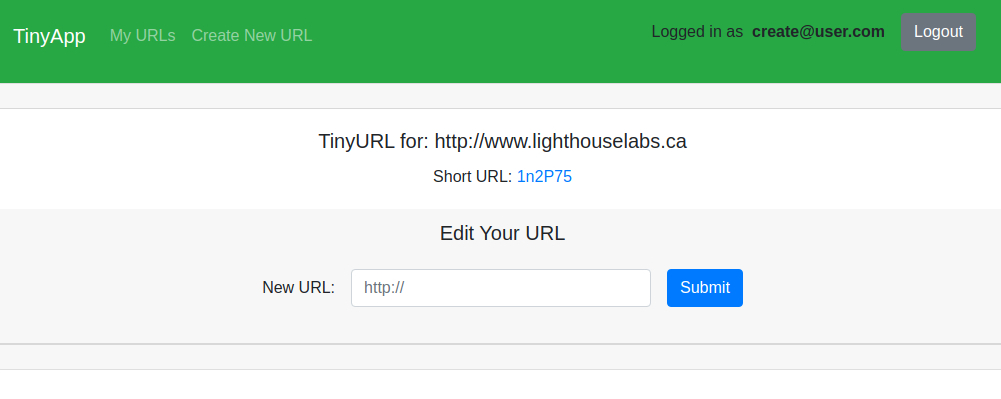 TinyApp My URLs Create New URL Logged in as create@user.com Logout
TinyURL for: http://www.lighthouselabs.ca
Short URL: 1n2P75
Edit Your URL
New URL: http:// Submit